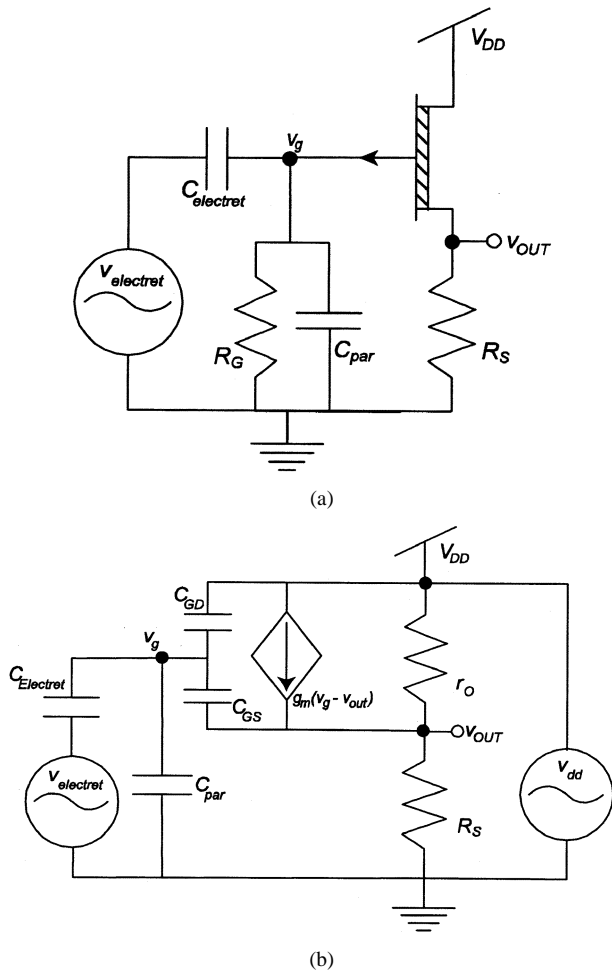 V_DD
v_g
C_electret
v_electret
v_OUT
R_G
C_par
R_S
(a)
V_DD
C_GD
v_g
C_Electret
C_GS
g_m(v_g - v_out)
r_o
v_OUT
v_electret
C_par
v_dd
R_S
(b)